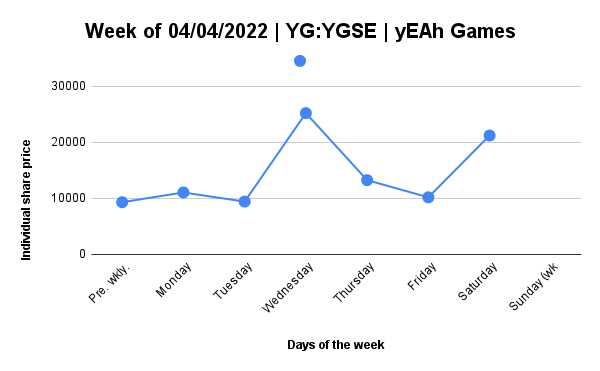 Week of 04/04/2022 | YG:YGSE | yEAh Games
30000
20000
10000
0
Individual share price
Pre. wkly.
Monday
Tuesday
Wednesday
Thursday
Friday
Saturday
Sunday (wk
Days of the week